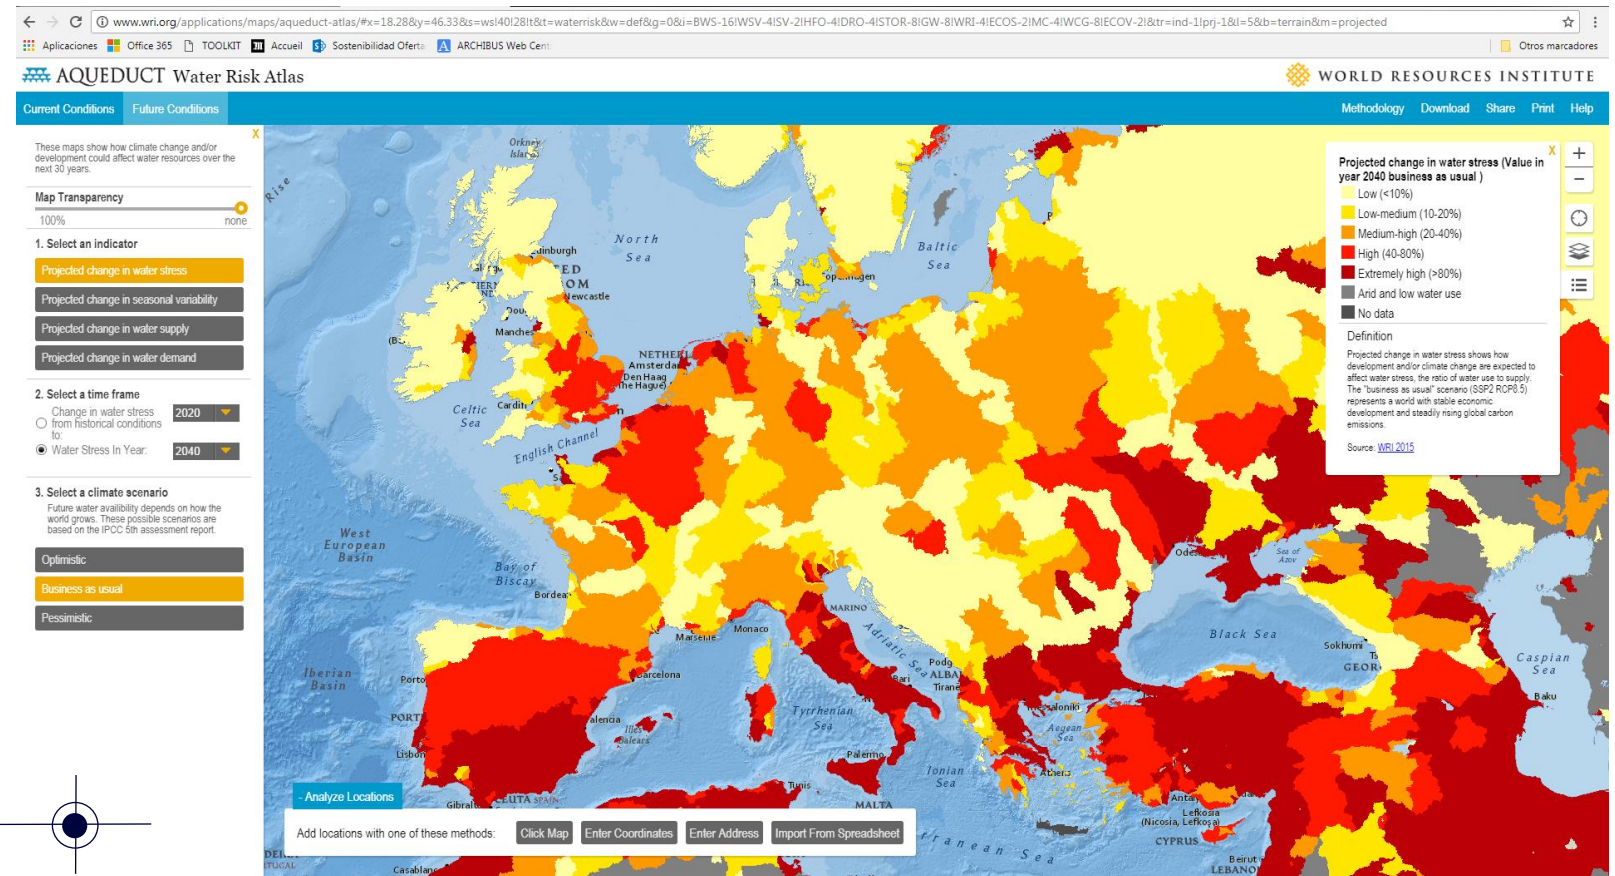 www.wri.org/applications/maps/aqueduct-atlas/#x=18.28&y=46.33&s=ws!40!28!t&t=waterrisk&w=def&g=0&i=BWS-16!WSV-4!SV-2!HFO-4!DRO-4!STOR-8!GW-8!WRI-4!ECOS-2!MC-4!WCG-8!ECOV-2!&tr=ind-1!prj-1&l=5&b=terrain&m=projected
Aplicaciones Office 365 TOOLKIT Accueil Sostenibilidad Oferta ARCHIBUS Web Cent Otros marcadores
AQUEDUCT Water Risk Atlas
WORLD RESOURCES INSTITUTE
Current Conditions Future Conditions
Methodology Download Share Print Help
X
These maps show how climate change and/or
development could affect water resources over the
next 30 years.
Map Transparency
100% none
1. Select an indicator
Projected change in water stress
Projected change in seasonal variability
Projected change in water supply
Projected change in water demand
2. Select a time frame
Change in water stress
from historical conditions
to:
2020
Water Stress In Year:
2040
3. Select a climate scenario
Future water availibility depends on how the
world grows. These possible scenarios are
based on the IPCC 5th assessment report.
Optimistic
Business as usual
Pessimistic
X
Projected change in water stress (Value in
year 2040 business as usual )
Low (<10%)
Low-medium (10-20%)
Medium-high (20-40%)
High (40-80%)
Extremely high (>80%)
Arid and low water use
No data
Definition
Projected change in water stress shows how
development and/or climate change are expected to
affect water stress, the ratio of water use to supply.
The "business as usual" scenario (SSP2 RCP8.5)
represents a world with stable economic
development and steadily rising global carbon
emissions.
Source: WRI 2015
+
−
Orkney
Rise
North
Sea
Baltic
Sea
Newcastle
Amsterdam
Den Haag
Celtic
Sea
English Channel
West
European
Basin
Bay of
Biscay
Sea of
Azov
MARINO
Monaco
Marseille
Adriatic Sea
Black Sea
Sokhumi
Caspian
Sea
Baku
Iberian
Basin
Porto
Barcelona
Podg
Bari
Tirane
PORT
Illes
Balears
Tyrrhenian
Sea
Aegean
Sea
Lisbon
Palermo
Ionian
Sea
Athens
Tunis
MALTA
CEUTA SPAIN
Lefkosia
(Nicosia, Lefkoşa)
CYPRUS
Beirut
LEBANO
Casablanc
- Analyze Locations
Add locations with one of these methods: Click Map Enter Coordinates Enter Address Import From Spreadsheet